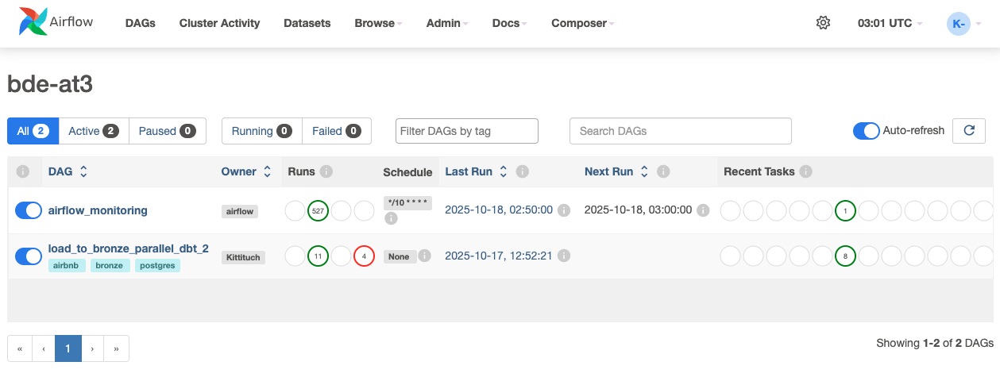 Airflow DAGs Cluster Activity Datasets Browse Admin Docs Composer 03:01 UTC K-
bde-at3
All 2 Active 2 Paused 0 Running 0 Failed 0 Filter DAGs by tag Search DAGs Auto-refresh
DAG Owner Runs Schedule Last Run Next Run Recent Tasks
airflow_monitoring airflow 527 */10 * * * * 2025-10-18, 02:50:00 2025-10-18, 03:00:00 1
load_to_bronze_parallel_dbt_2 Kittituch 11 4 None 2025-10-17, 12:52:21 8
airbnb bronze postgres
« ‹ 1 › »
Showing 1-2 of 2 DAGs